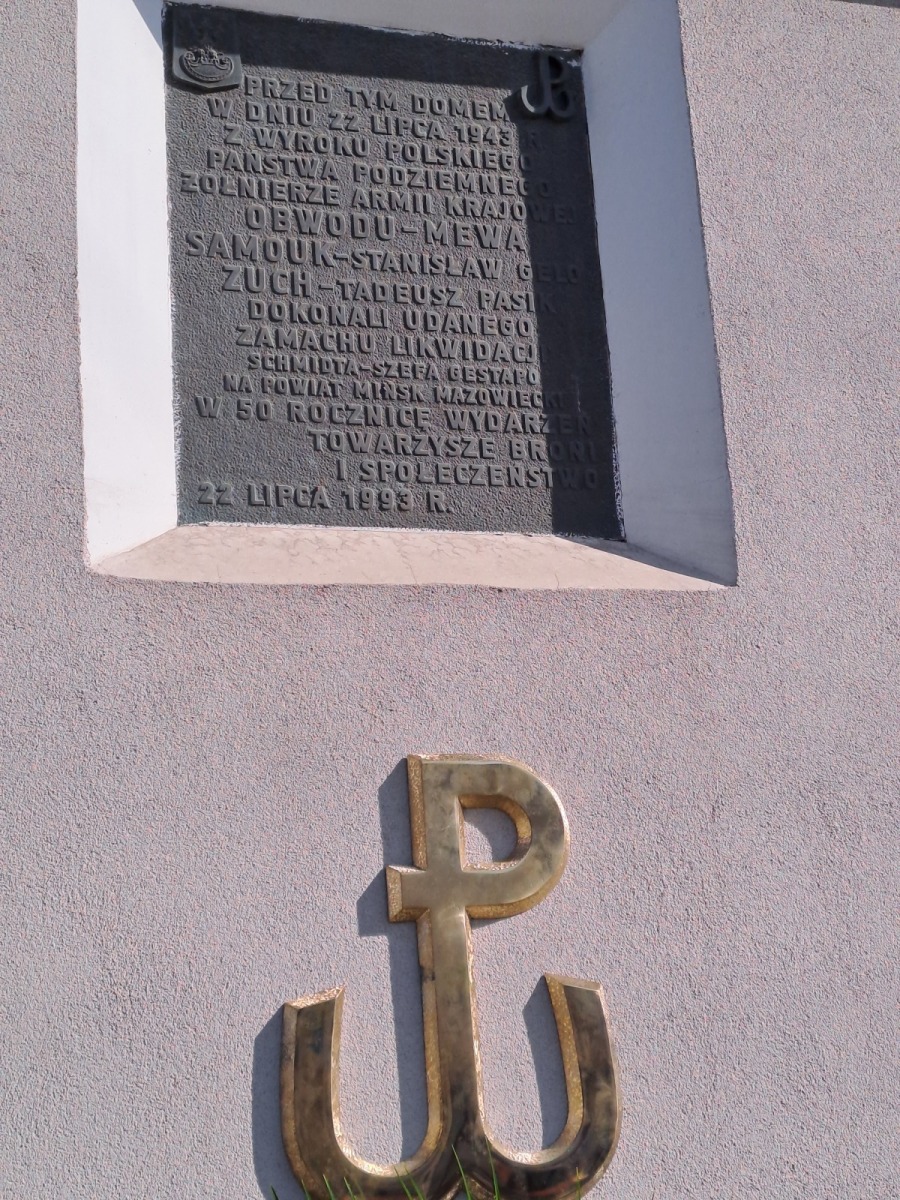 PRZED TYM DOMEM
W DNIU 22 LIPCA 1943 R
Z WYROKU POLSKIEGO
PAŃSTWA PODZIEMNEGO
ŻOŁNIERZE ARMII KRAJOWEJ
OBWODU-MEWA
SAMOUK-STANISŁAW GELO
ZUCH-TADEUSZ PASIK
DOKONALI UDANEGO
ZAMACHU LIKWIDACJI
SCHMIDTA-SZEFA GESTAPO
NA POWIAT MIŃSK MAZOWIECKI
W 50 ROCZNICĘ WYDARZEŃ
TOWARZYSZE BRONI
I SPOŁECZEŃSTWO
22 LIPCA 1993 R.